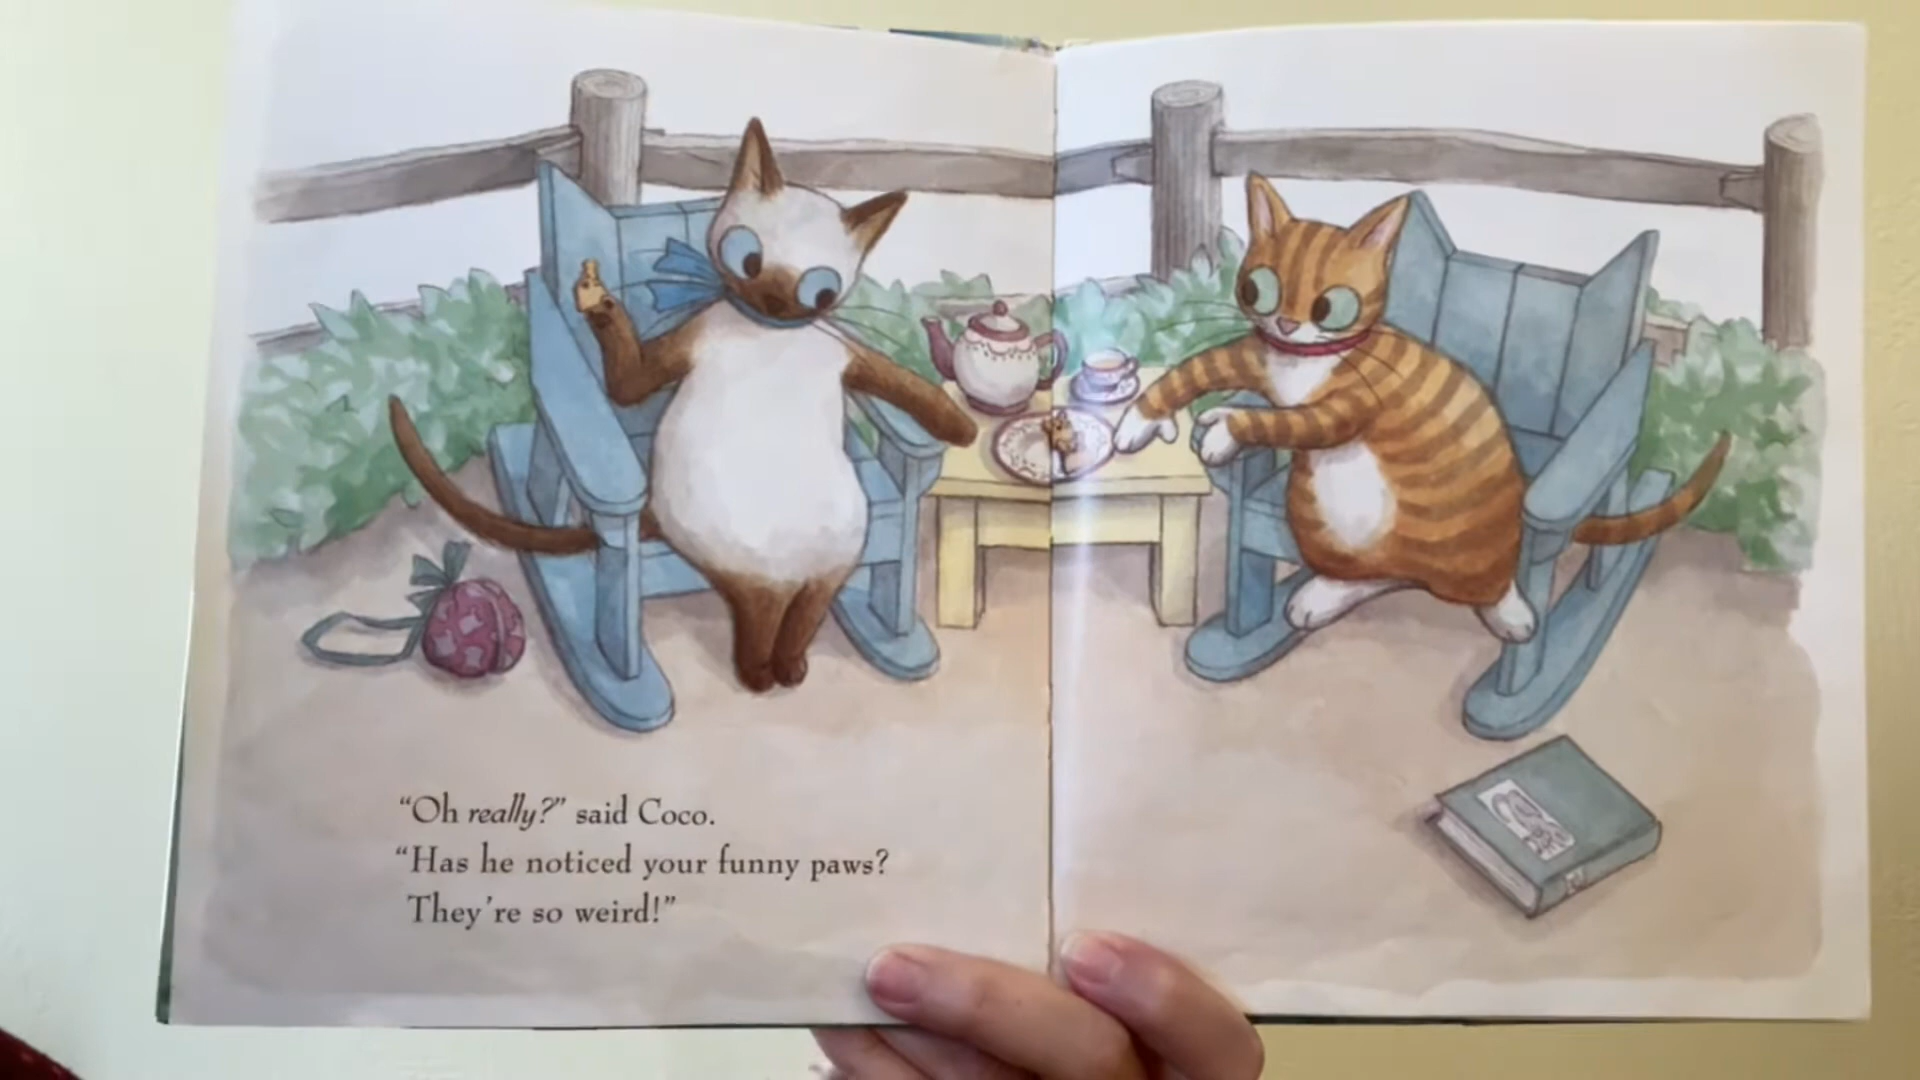 “Oh really?” said Coco.
“Has he noticed your funny paws?
They’re so weird!”